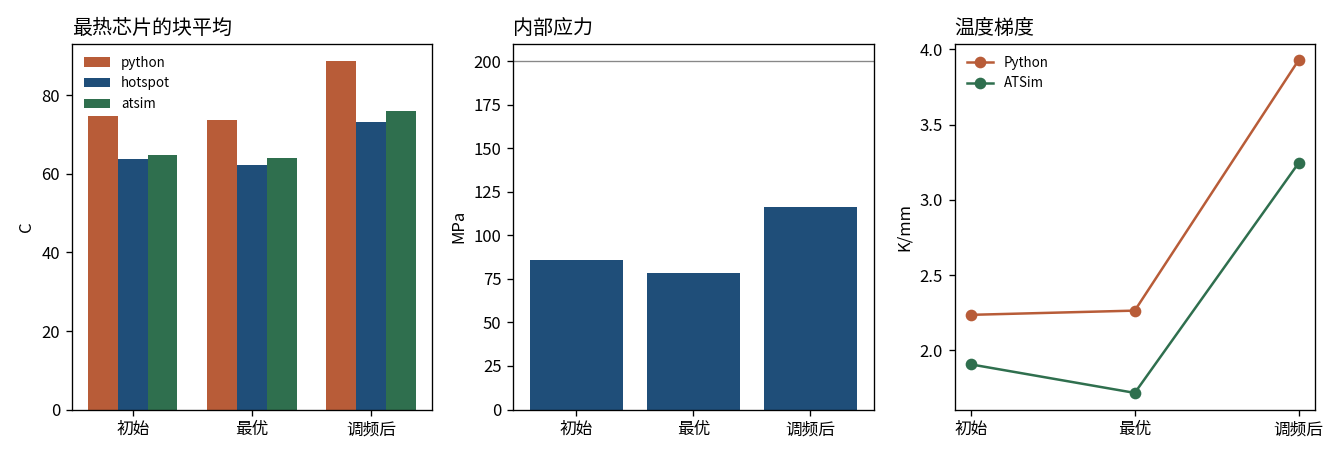 最热芯片的块平均
python
hotspot
atsim
C
80
60
40
20
0
初始
最优
调频后
内部应力
MPa
200
175
150
125
100
75
50
25
0
初始
最优
调频后
温度梯度
Python
ATSim
K/mm
4.0
3.5
3.0
2.5
2.0
初始
最优
调频后